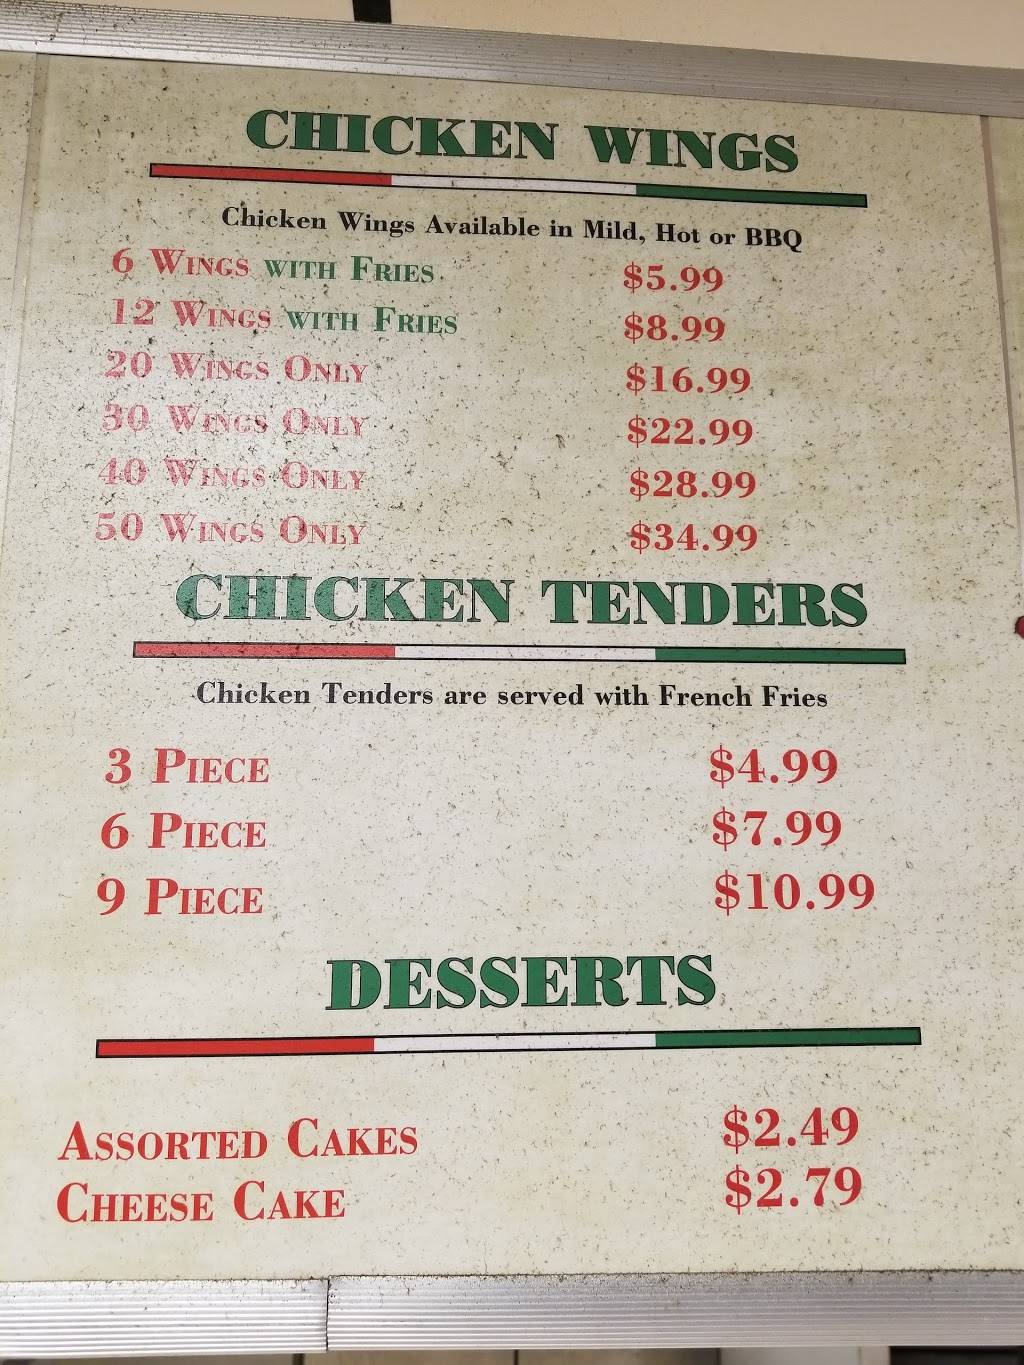 CHICKEN WINGS
Chicken Wings Available in Mild, Hot or BBQ
6 WINGS WITH FRIES $5.99
12 WINGS WITH FRIES $8.99
20 WINGS ONLY $16.99
30 WINGS ONLY $22.99
40 WINGS ONLY $28.99
50 WINGS ONLY $34.99
CHICKEN TENDERS
Chicken Tenders are served with French Fries
3 PIECE $4.99
6 PIECE $7.99
9 PIECE $10.99
DESSERTS
ASSORTED CAKES $2.49
CHEESE CAKE $2.79